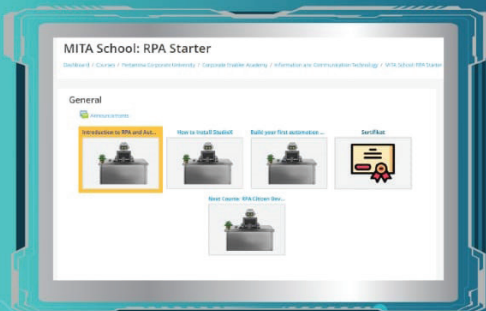 MITA School: RPA Starter
Dashboard / Courses / Pertamina Corporate University / Corporate Enabler Academy / Information and Communication Technology / MITA School RPA Starter
General
Announcements
Introduction to RPA and Aut...
How to Install
Build your first automation ...
Sertifikat
Next Course: RPA Citizen Dev...